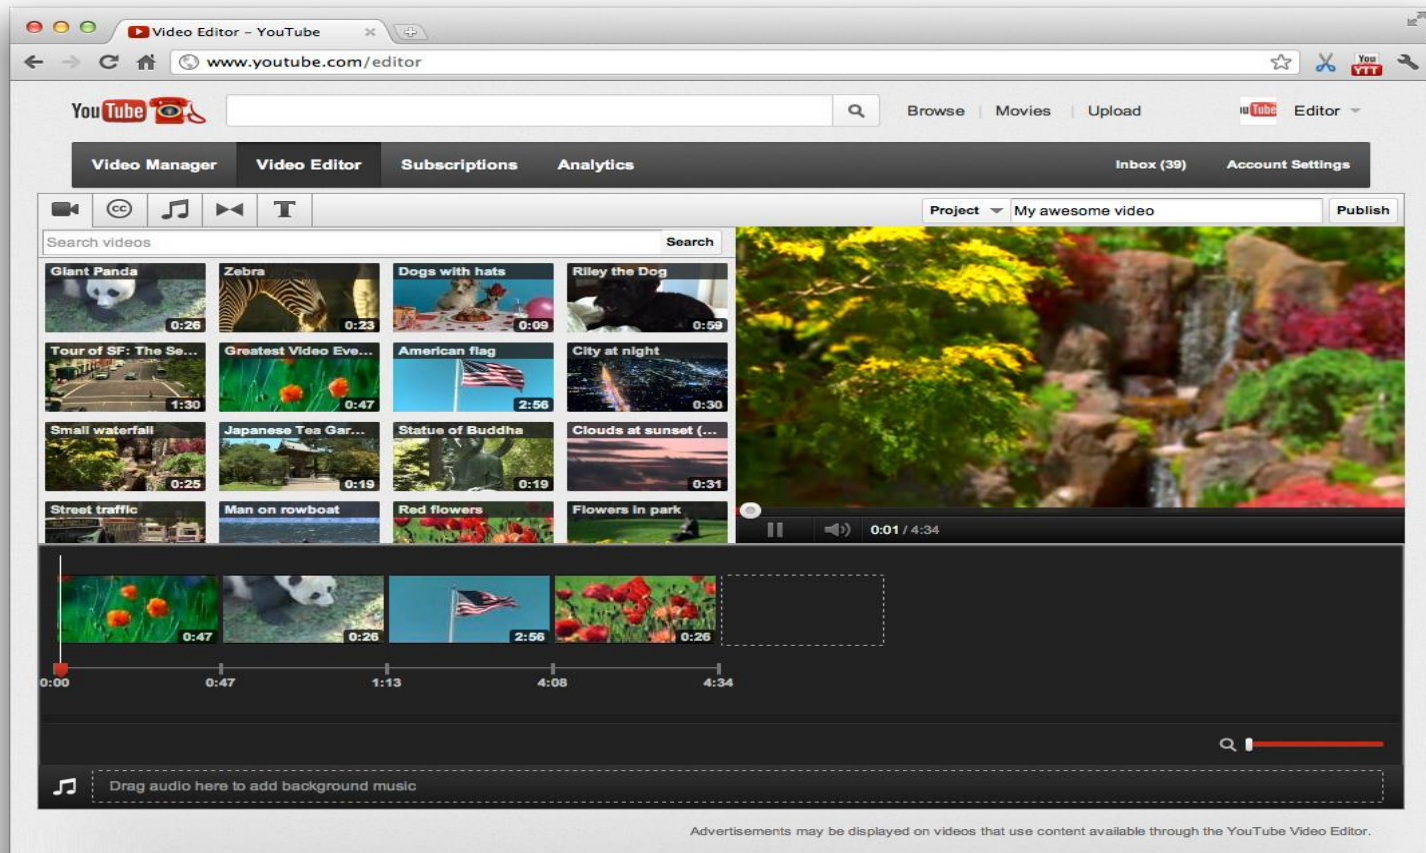 Video Editor – YouTube
www.youtube.com/editor
You YTT
YouTube
Browse | Movies | Upload
Editor
Video Manager Video Editor Subscriptions Analytics Inbox (39) Account Settings
CC T
Project My awesome video Publish
Search videos Search
Giant Panda Zebra Dogs with hats Riley the Dog
0:26 0:23 0:09 0:59
Tour of SF: The Se... Greatest Video Eve... American flag City at night
1:30 0:47 2:56 0:30
Small waterfall Japanese Tea Gar... Statue of Buddha Clouds at sunset (...
0:25 0:19 0:19 0:31
Street traffic Man on rowboat Red flowers Flowers in park
0:01 / 4:34
0:47 0:26 2:56 0:26
0:00 0:47 1:13 4:08 4:34
Drag audio here to add background music
Advertisements may be displayed on videos that use content available through the YouTube Video Editor.